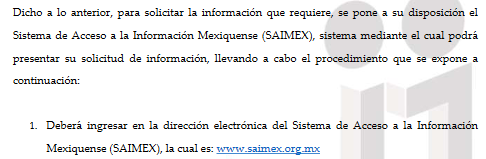 Dicho a lo anterior, para solicitar la información que requiere, se pone a su disposición el
Sistema de Acceso a la Información Mexiquense (SAIMEX), sistema mediante el cual podrá
presentar su solicitud de información, llevando a cabo el procedimiento que se expone a
continuación:
1. Deberá ingresar en la dirección electrónica del Sistema de Acceso a la Información
Mexiquense (SAIMEX), la cual es: www.saimex.org.mx